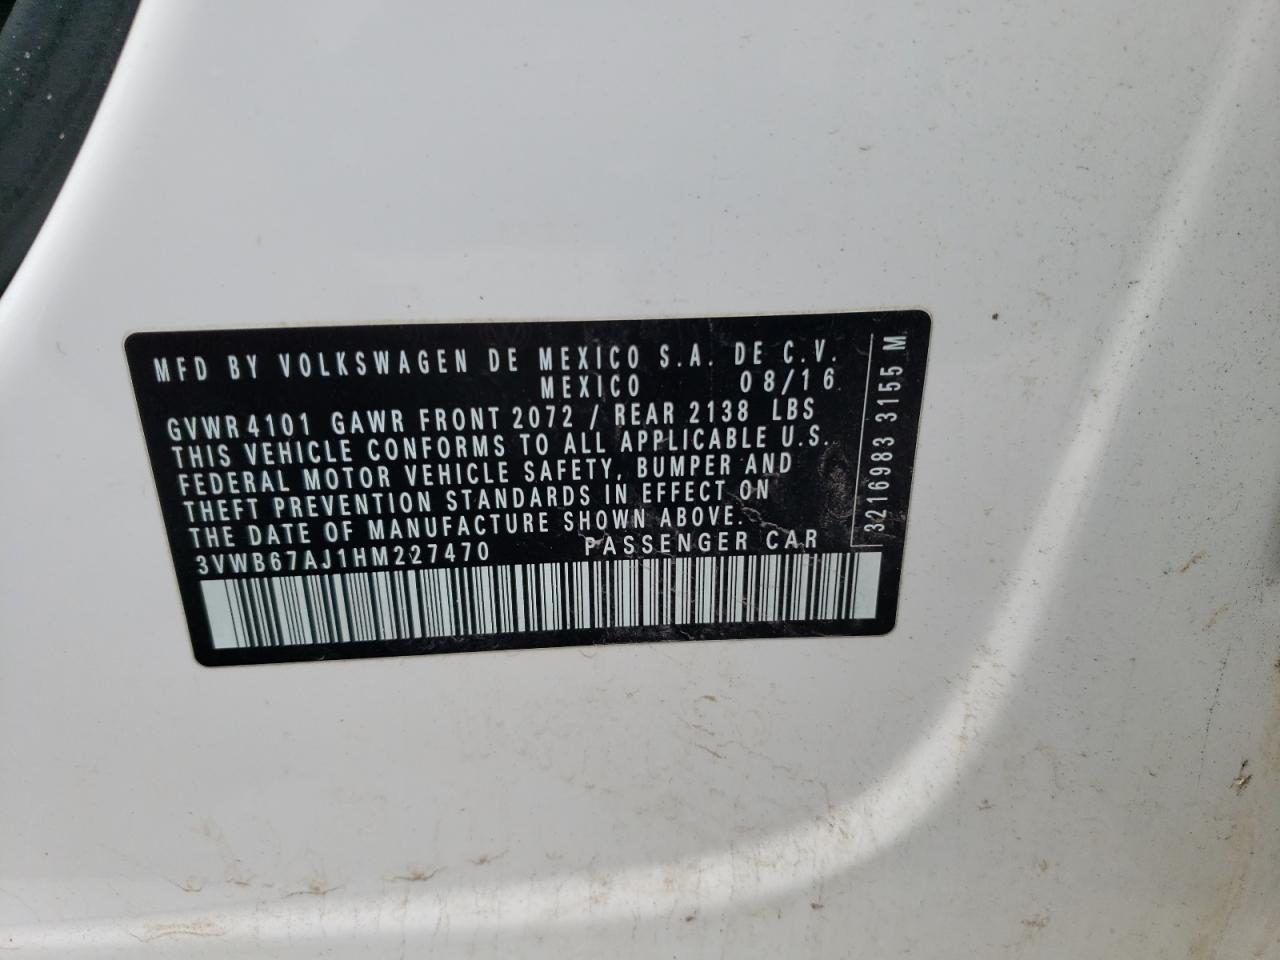 MFD BY VOLKSWAGEN DE MEXICO S.A. DE C.V.
MEXICO 08/16
GVWR 4101 GAWR FRONT 2072 / REAR 2138 LBS
THIS VEHICLE CONFORMS TO ALL APPLICABLE U.S.
FEDERAL MOTOR VEHICLE SAFETY, BUMPER AND
THEFT PREVENTION STANDARDS IN EFFECT ON
THE DATE OF MANUFACTURE SHOWN ABOVE.
3VWB67AJ1HM227470 PASSENGER CAR
3216983 3155 M